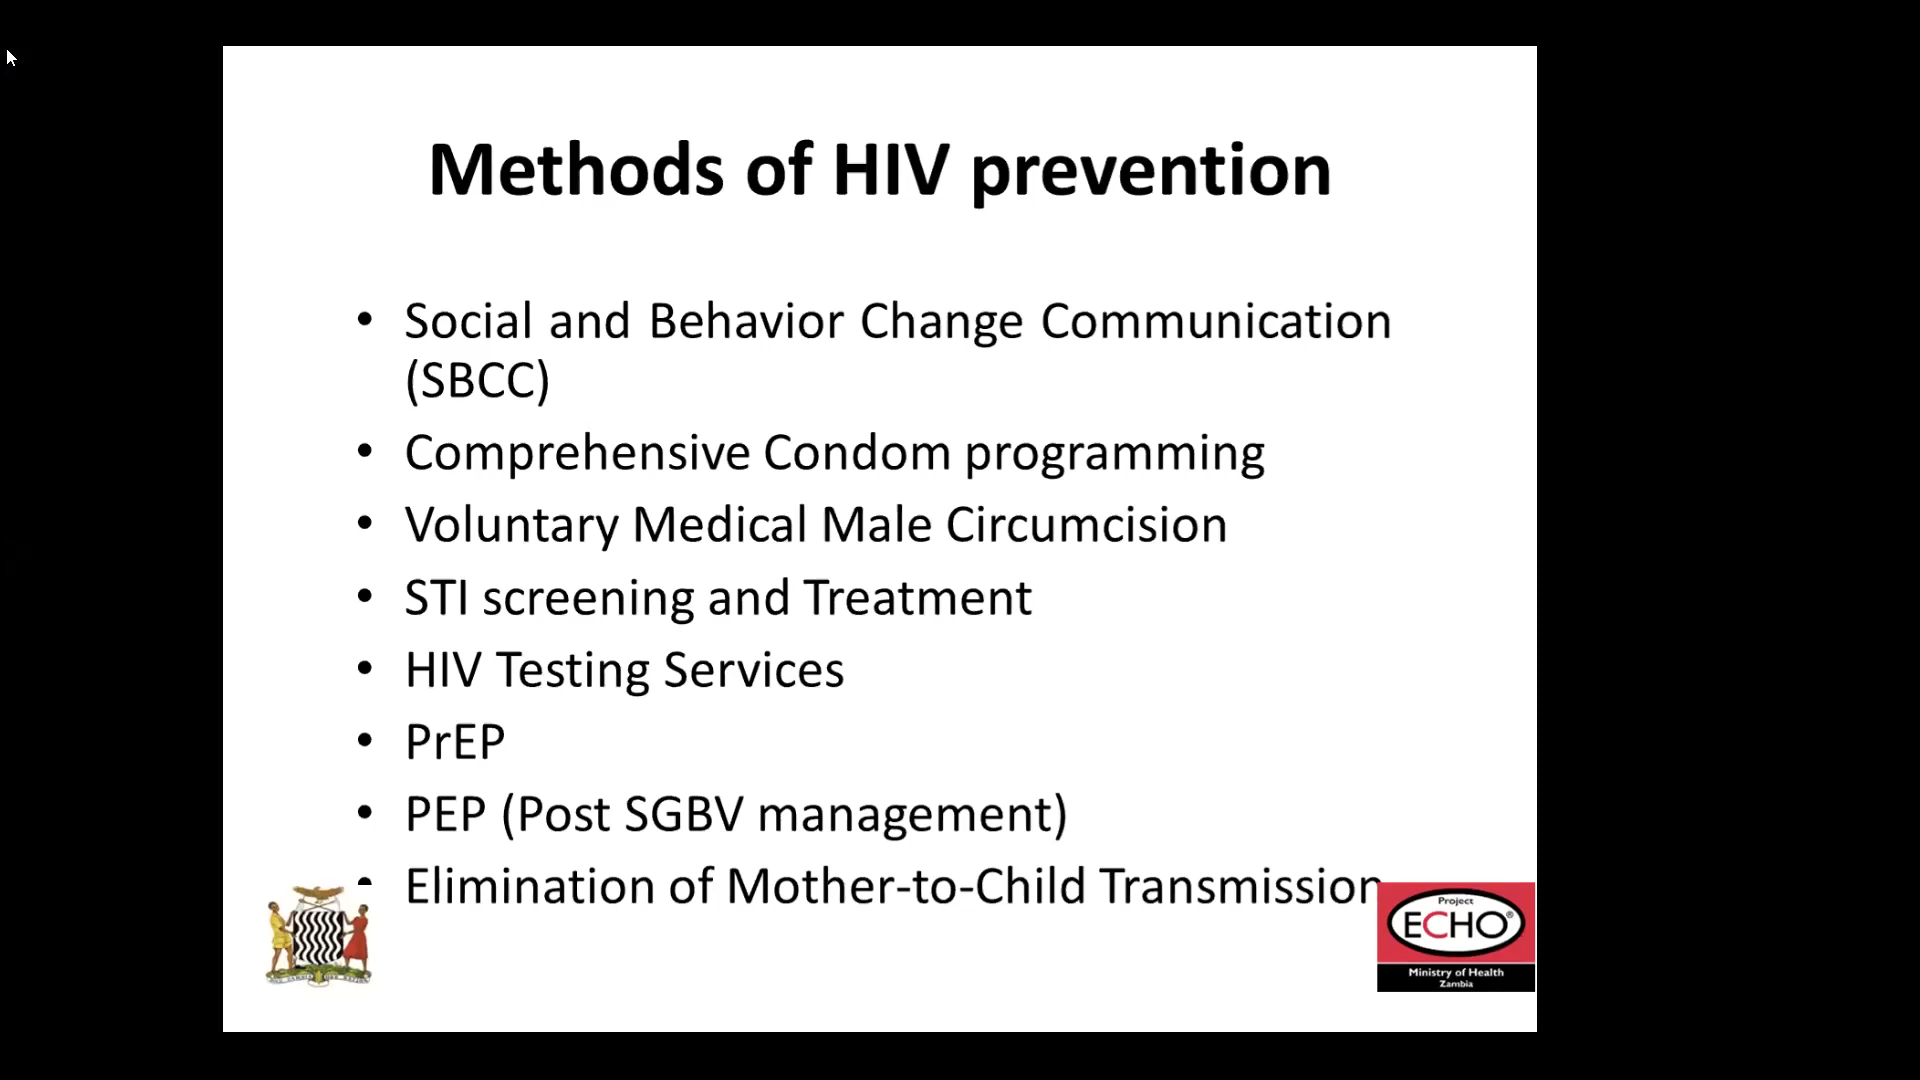 Methods of HIV prevention
• Social and Behavior Change Communication
(SBCC)
• Comprehensive Condom programming
• Voluntary Medical Male Circumcision
• STI screening and Treatment
• HIV Testing Services
• PrEP
• PEP (Post SGBV management)
• Elimination of Mother-to-Child Transmission
Project
ECHO®
Ministry of Health
Zambia